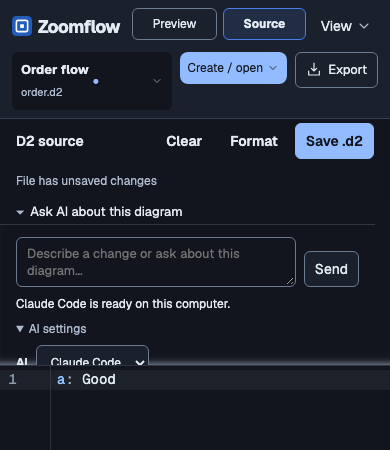 Zoomflow
Preview
Source
View
Order flow
order.d2
Create / open
Export
D2 source
Clear
Format
Save .d2
File has unsaved changes
Ask AI about this diagram
Describe a change or ask about this
diagram...
Send
Claude Code is ready on this computer.
AI settings
AI
Claude Code
1
a: Good